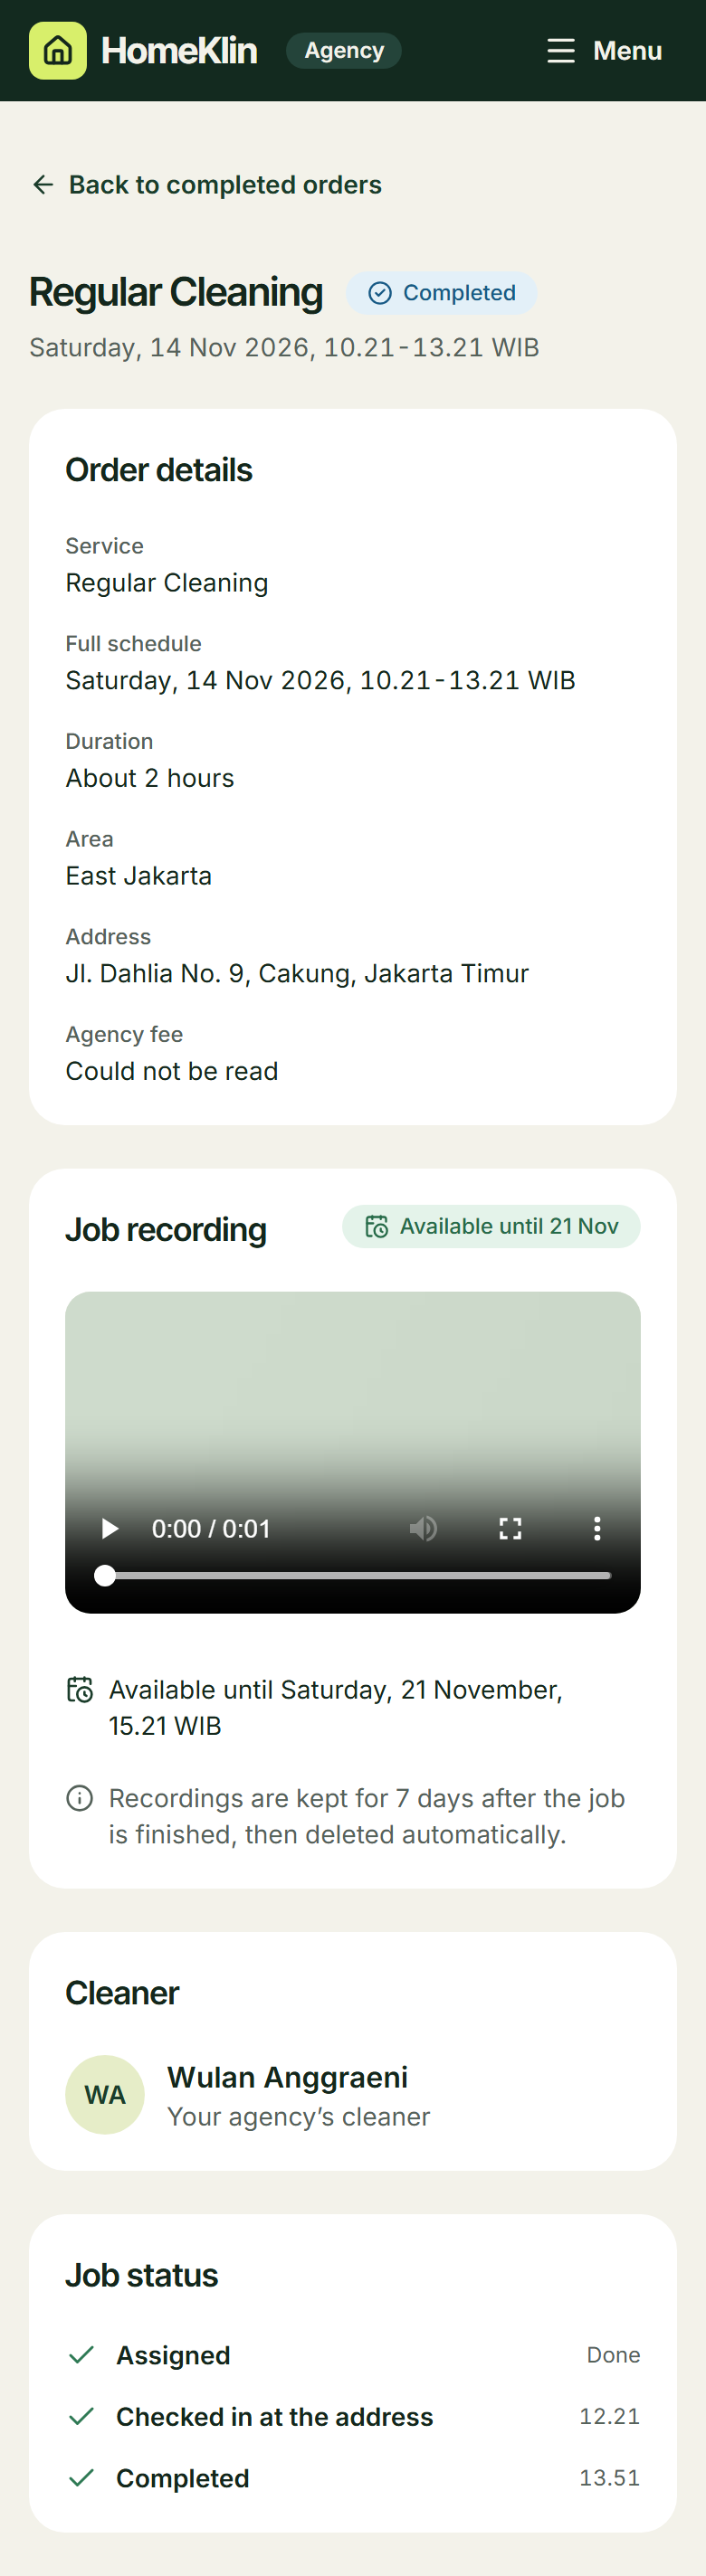 HomeKlin Agency Menu
Back to completed orders
Regular Cleaning Completed
Saturday, 14 Nov 2026, 10.21-13.21 WIB
Order details
Service
Regular Cleaning
Full schedule
Saturday, 14 Nov 2026, 10.21-13.21 WIB
Duration
About 2 hours
Area
East Jakarta
Address
Jl. Dahlia No. 9, Cakung, Jakarta Timur
Agency fee
Could not be read
Job recording Available until 21 Nov
0:00 / 0:01
Available until Saturday, 21 November,
15.21 WIB
Recordings are kept for 7 days after the job
is finished, then deleted automatically.
Cleaner
WA
Wulan Anggraeni
Your agency’s cleaner
Job status
Assigned Done
Checked in at the address 12.21
Completed 13.51